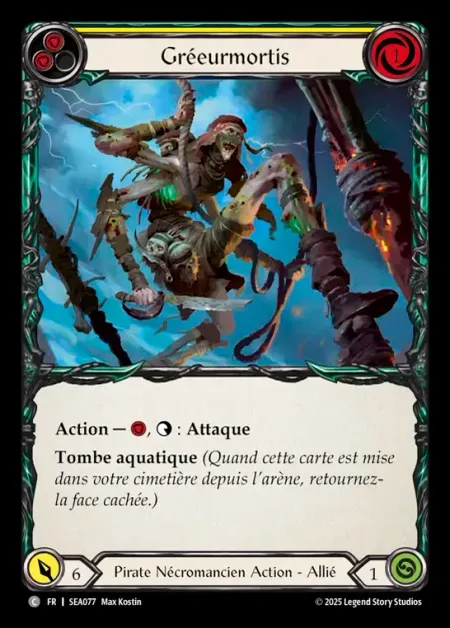 Gréeurmortis
1
Action — , : Attaque
Tombe aquatique (Quand cette carte est mise
dans votre cimetière depuis l'arène, retournez-
la face cachée.)
6
Pirate Nécromancien Action - Allié
1
C FR | SEA077 Max Kostin
© 2025 Legend Story Studios